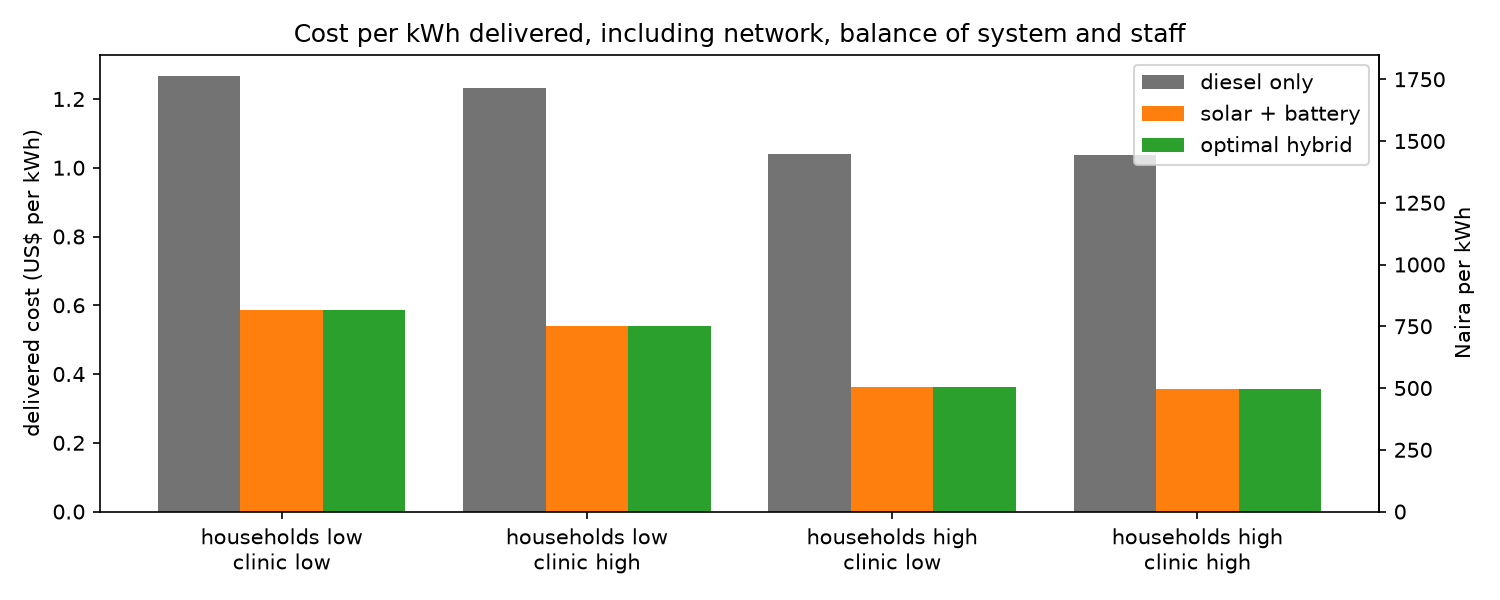 Cost per kWh delivered, including network, balance of system and staff
delivered cost (US$ per kWh)
1.2
1.0
0.8
0.6
0.4
0.2
0.0
diesel only
solar + battery
optimal hybrid
1750
1500
1250
1000
750
500
250
0
Naira per kWh
households low
clinic low
households low
clinic high
households high
clinic low
households high
clinic high